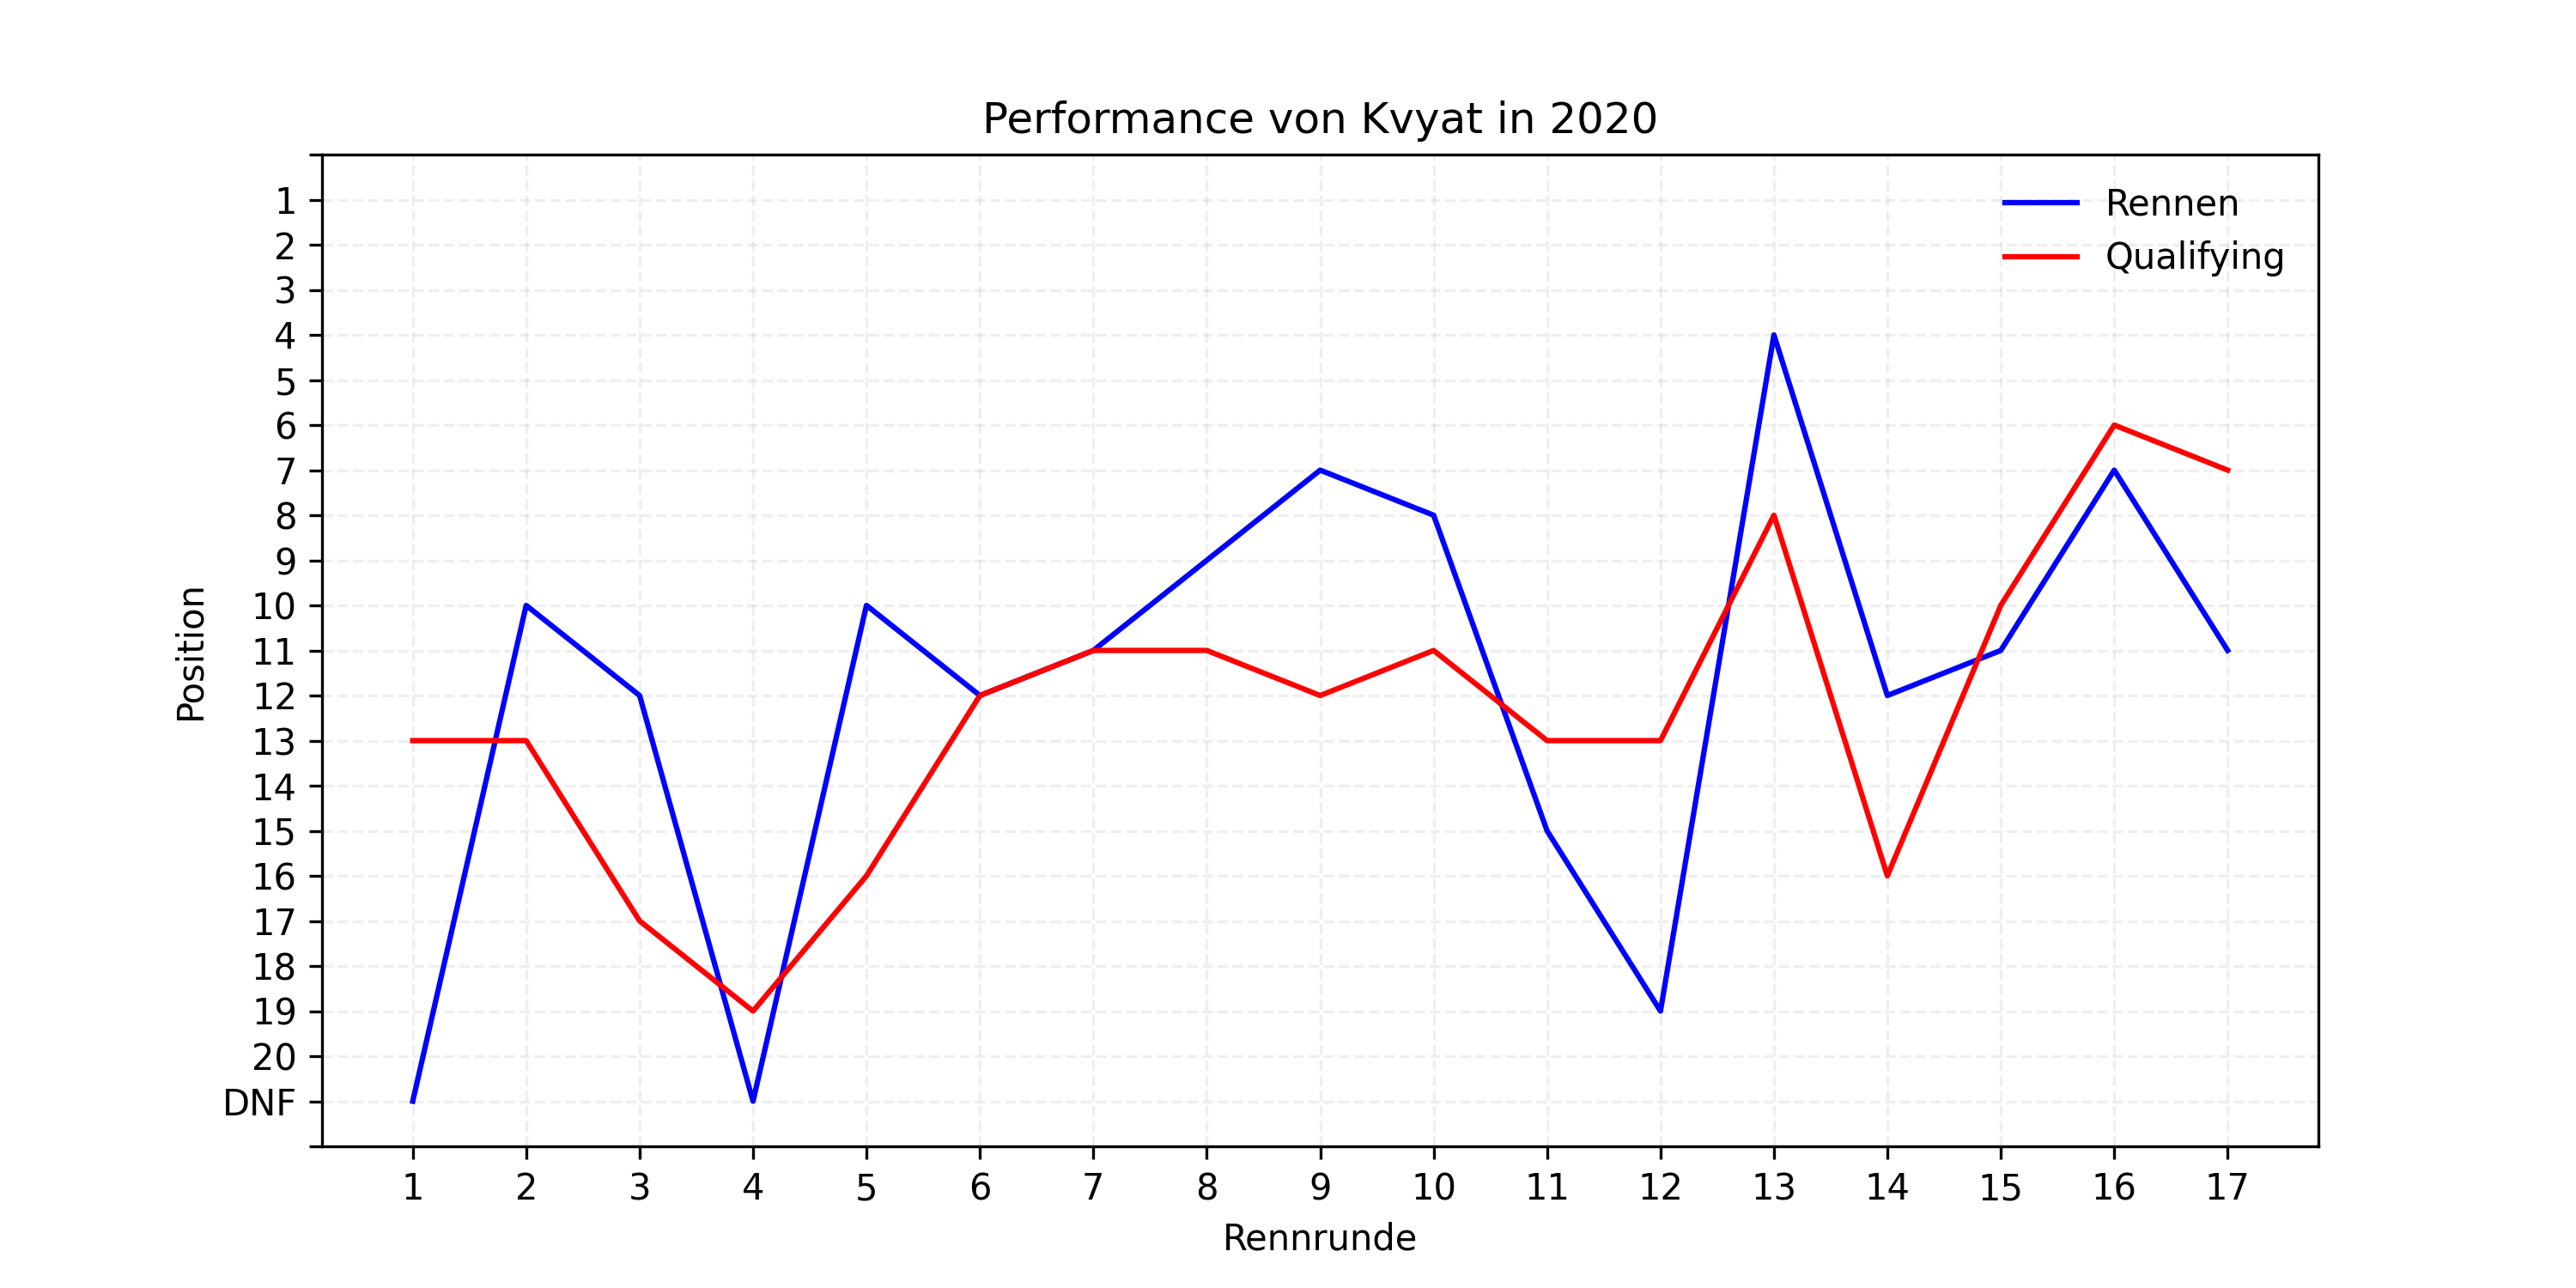 Performance von Kvyat in 2020
Rennen
Qualifying
Position
1
2
3
4
5
6
7
8
9
10
11
12
13
14
15
16
17
18
19
20
DNF
1 2 3 4 5 6 7 8 9 10 11 12 13 14 15 16 17
Rennrunde